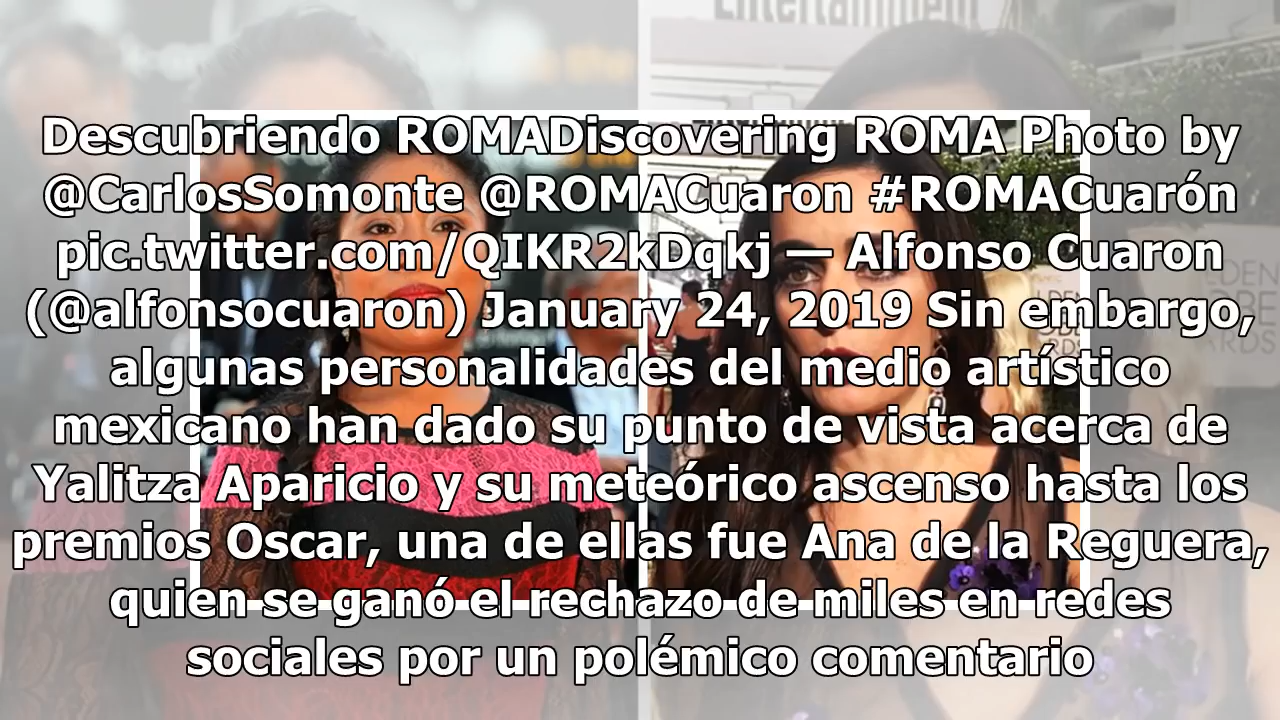 Entertainment
Descubriendo ROMADiscovering ROMA Photo by
@CarlosSomonte @ROMACuaron #ROMACuarón
pic.twitter.com/QIKR2kDqkj — Alfonso Cuaron
(@alfonsocuaron) January 24, 2019 Sin embargo,
algunas personalidades del medio artístico
mexicano han dado su punto de vista acerca de
Yalitza Aparicio y su meteórico ascenso hasta los
premios Oscar, una de ellas fue Ana de la Reguera,
quien se ganó el rechazo de miles en redes
sociales por un polémico comentario